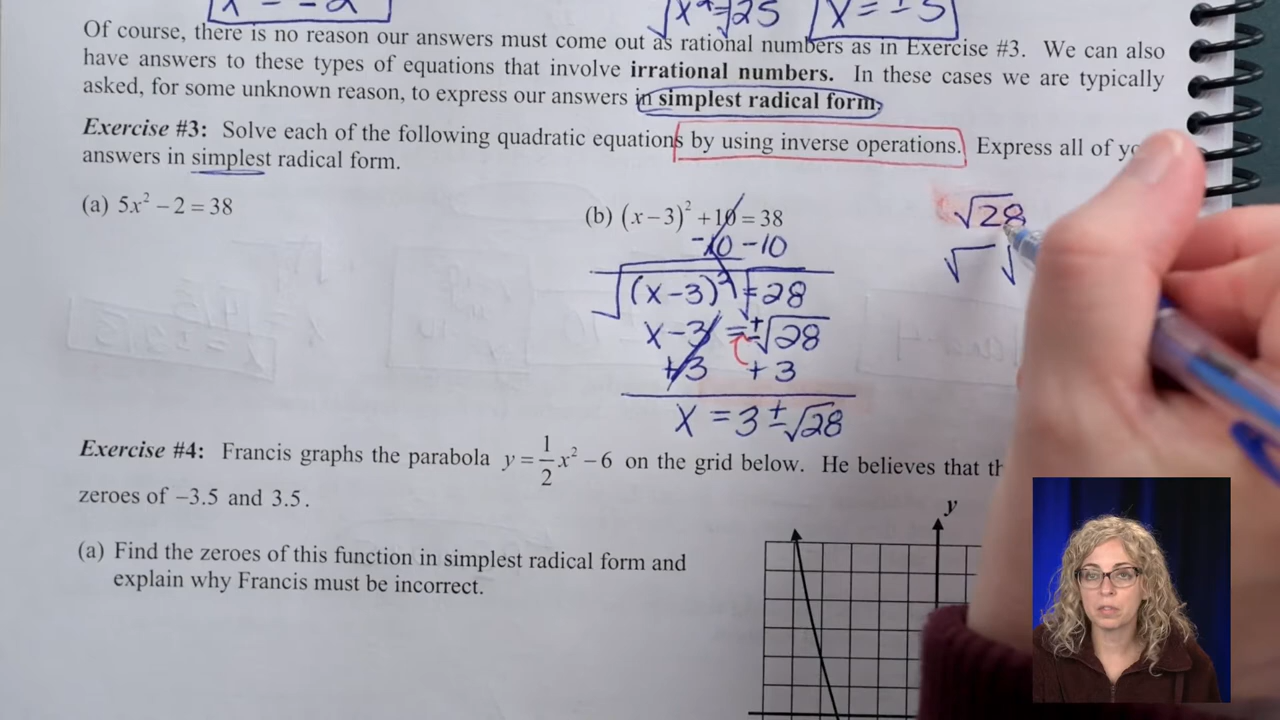 x = -2
√x² = √25 x = ±5
Of course, there is no reason our answers must come out as rational numbers as in Exercise #3. We can also
have answers to these types of equations that involve irrational numbers. In these cases we are typically
asked, for some unknown reason, to express our answers in simplest radical form.
Exercise #3: Solve each of the following quadratic equations by using inverse operations. Express all of
answers in simplest radical form.
(a) 5x² − 2 = 38
(b) (x − 3)² + 10 = 38
-10 -10
√(x-3)² = √28
x-3 = ±√28
+3 +3
x = 3 ± √28
√28
√ √
Exercise #4: Francis graphs the parabola y = 1/2 x² − 6 on the grid below. He believes that
zeroes of −3.5 and 3.5.
(a) Find the zeroes of this function in simplest radical form and
explain why Francis must be incorrect.
y